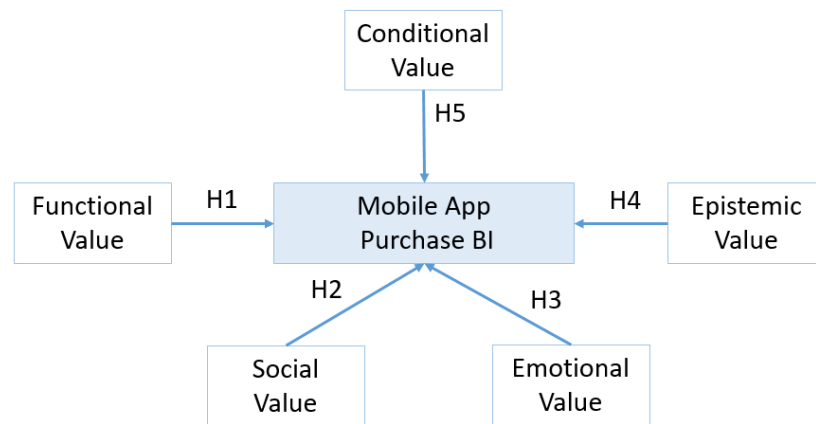 Conditional
Value
H5
Functional
Value
H1
Mobile App
Purchase BI
H4
Epistemic
Value
H2
H3
Social
Value
Emotional
Value